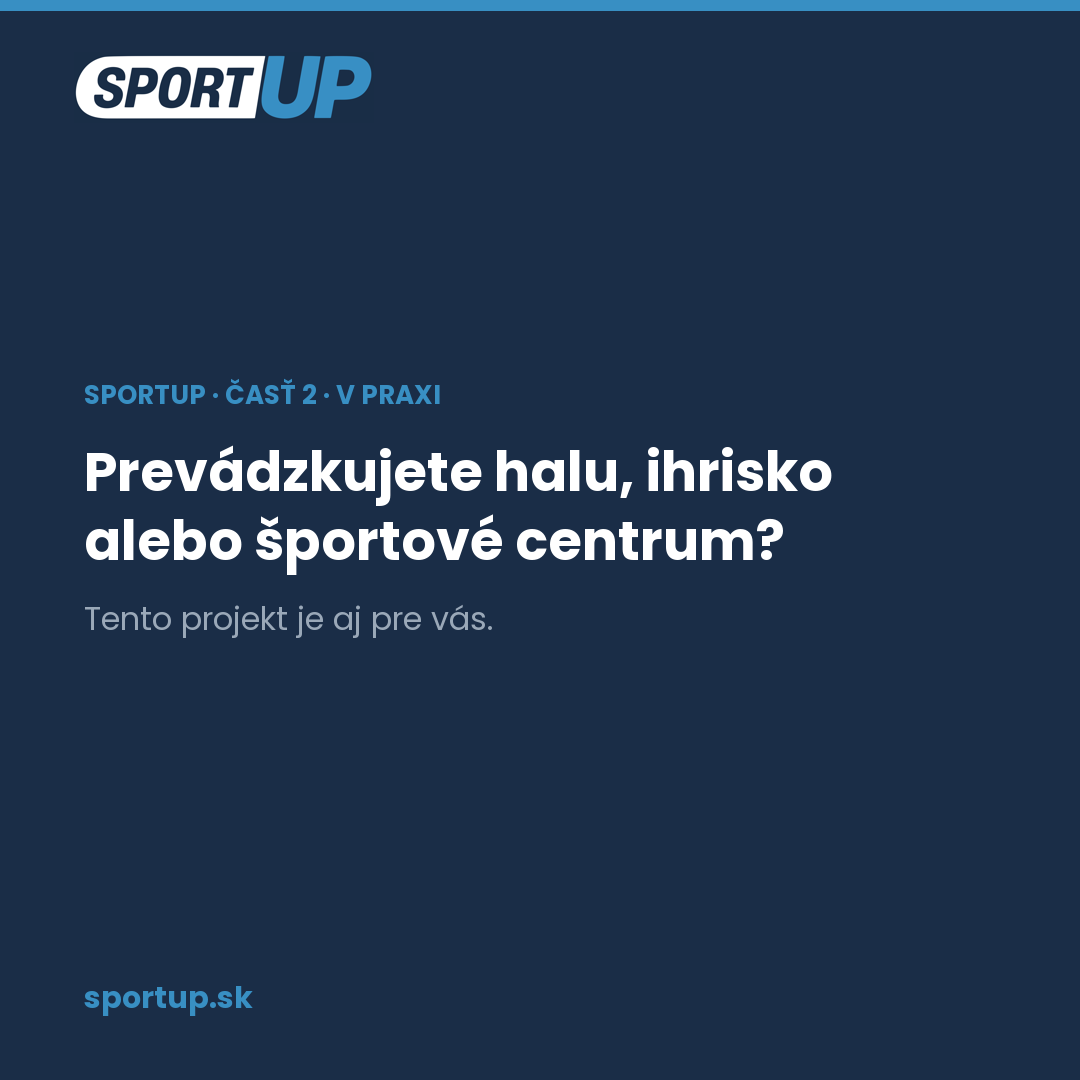 SPORTUP
SPORTUP · ČASŤ 2 · V PRAXI
Prevádzkujete halu, ihrisko
alebo športové centrum?
Tento projekt je aj pre vás.
sportup.sk